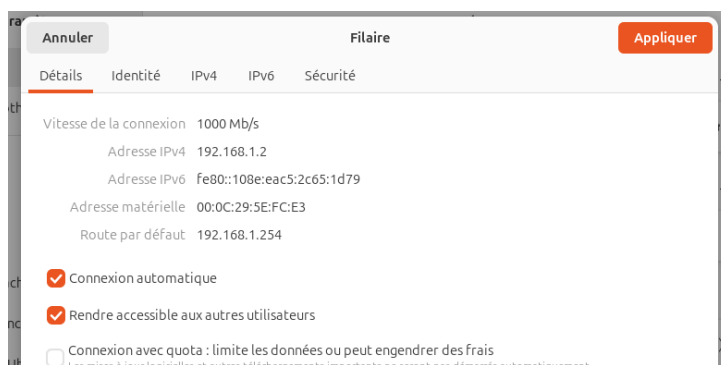 Annuler Filaire Appliquer
Détails Identité IPv4 IPv6 Sécurité
Vitesse de la connexion 1000 Mb/s
Adresse IPv4 192.168.1.2
Adresse IPv6 fe80::108e:eac5:2c65:1d79
Adresse matérielle 00:0C:29:5E:FC:E3
Route par défaut 192.168.1.254
Connexion automatique
Rendre accessible aux autres utilisateurs
Connexion avec quota : limite les données ou peut engendrer des frais